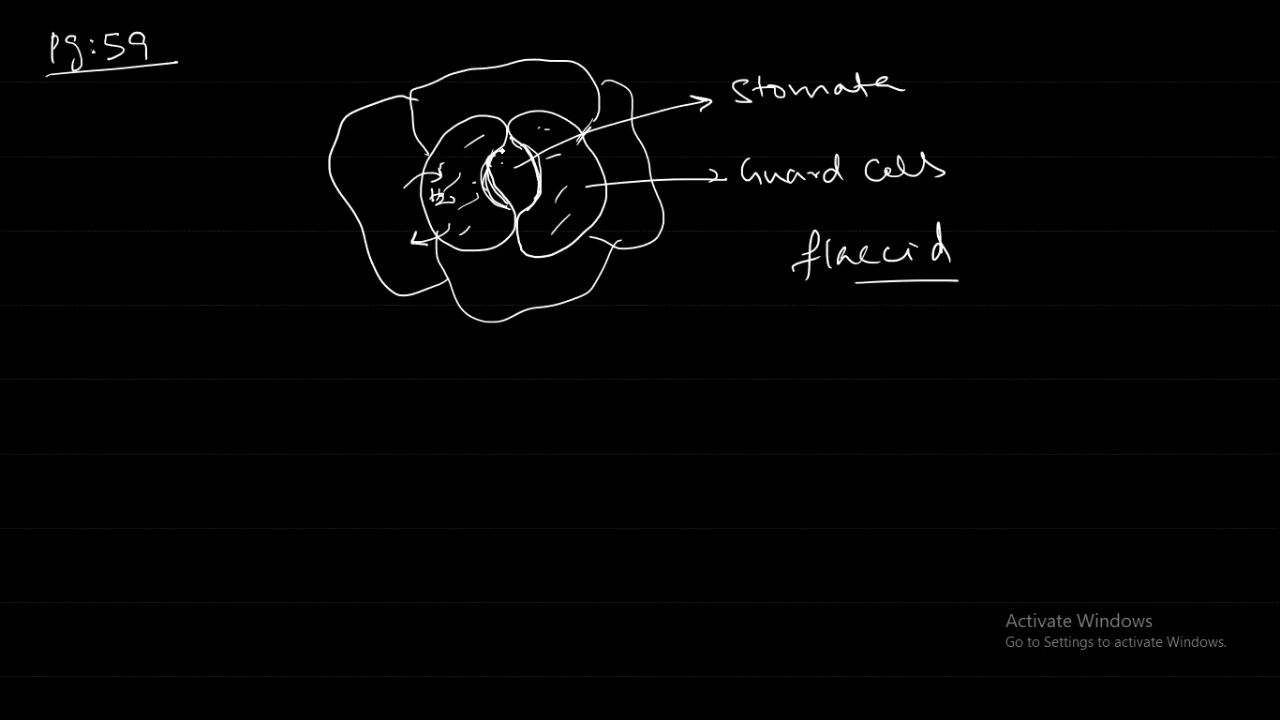 Pg:59
Stomata
Guard Cells
flaccid
Activate Windows
Go to Settings to activate Windows.